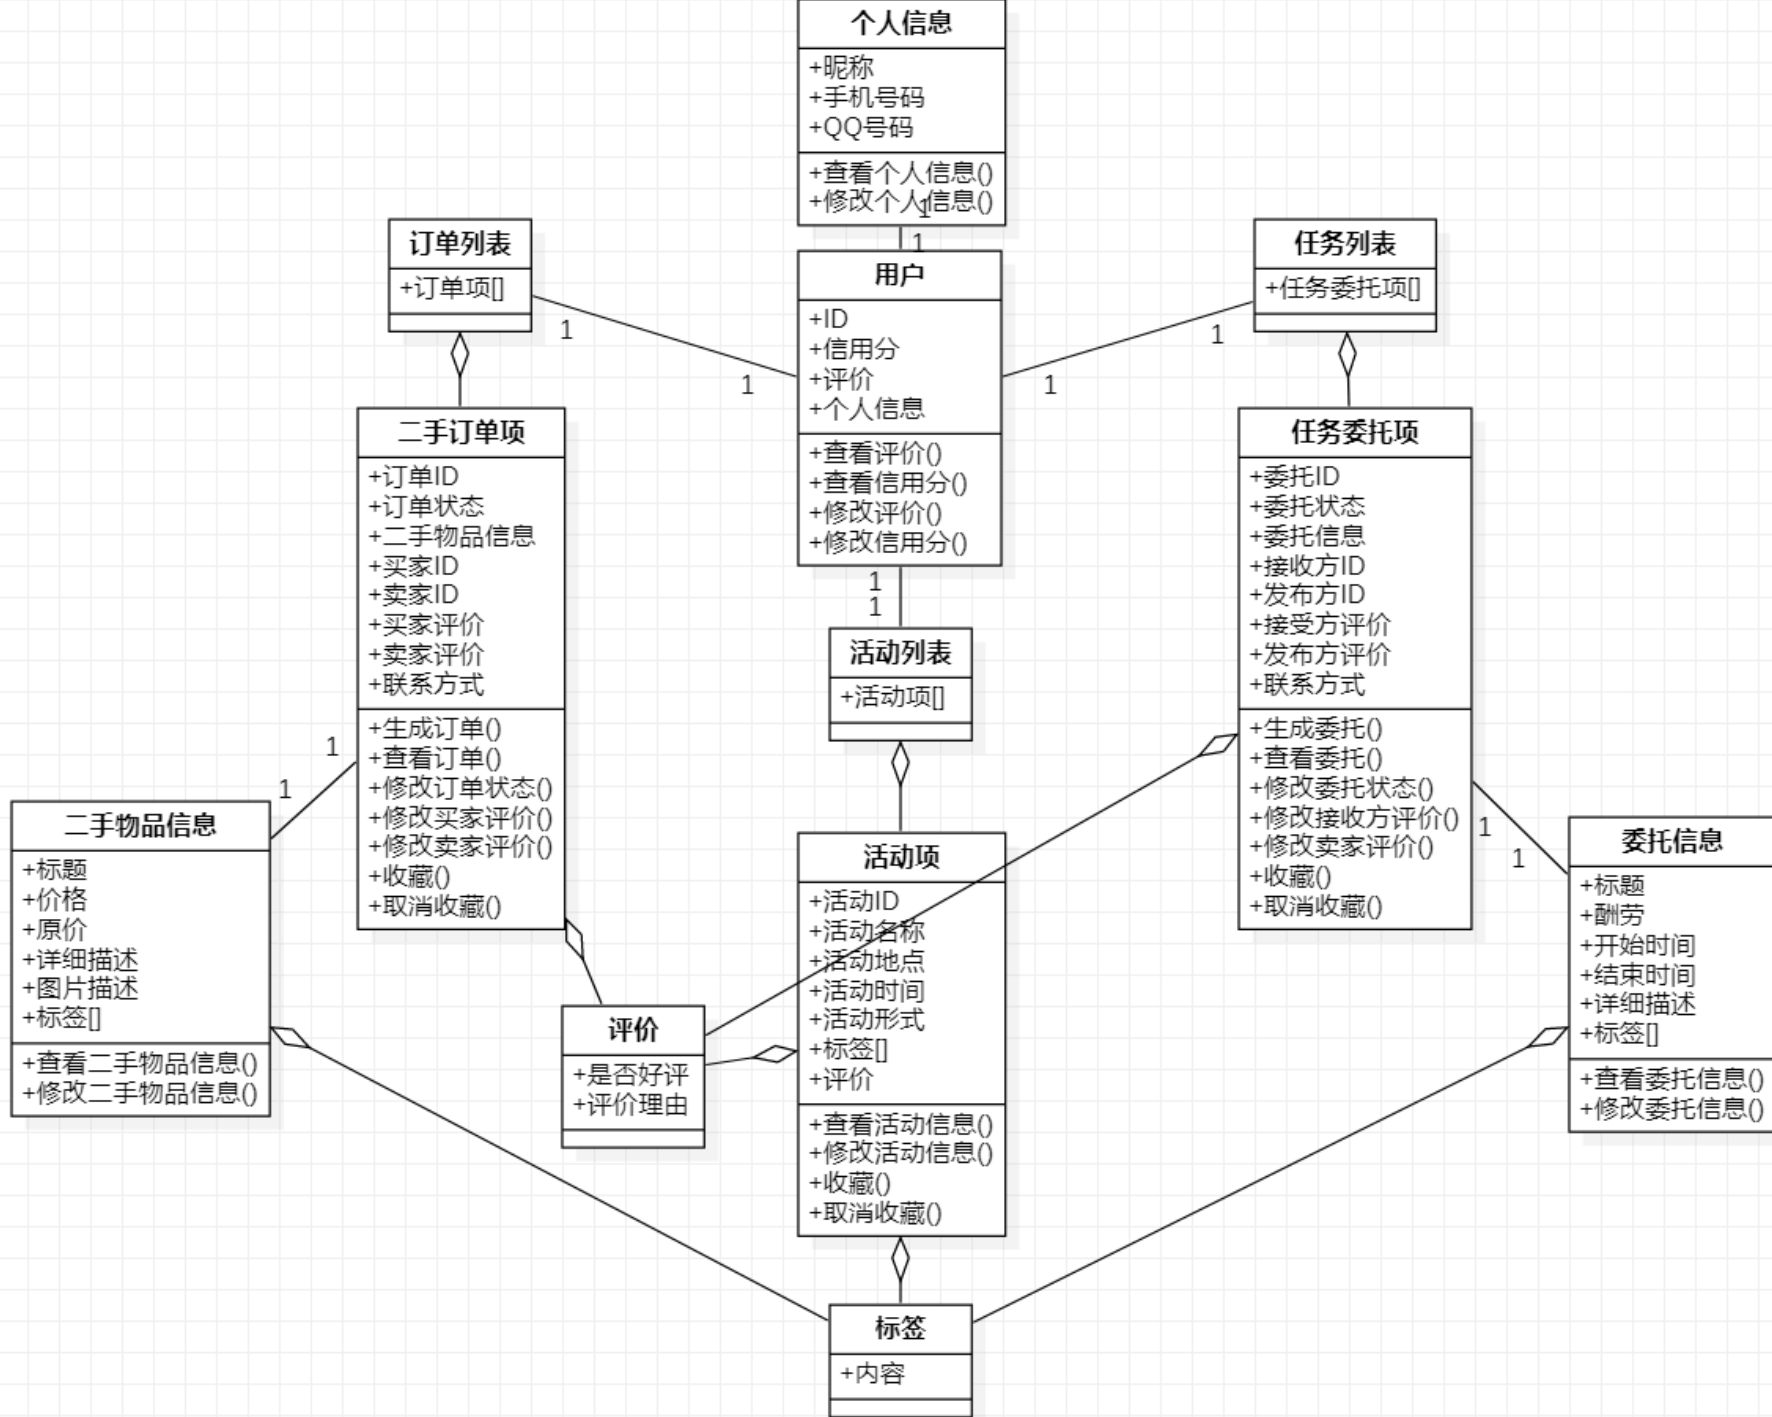 个人信息
+昵称
+手机号码
+QQ号码
+查看个人信息()
+修改个人信息()
1
1
订单列表
+订单项[]
1
1
用户
+ID
+信用分
+评价
+个人信息
+查看评价()
+查看信用分()
+修改评价()
+修改信用分()
1
1
任务列表
+任务委托项[]
1
1
二手订单项
+订单ID
+订单状态
+二手物品信息
+买家ID
+卖家ID
+买家评价
+卖家评价
+联系方式
+生成订单()
+查看订单()
+修改订单状态()
+修改买家评价()
+修改卖家评价()
+收藏()
+取消收藏()
1
1
活动列表
+活动项[]
任务委托项
+委托ID
+委托状态
+委托信息
+接收方ID
+发布方ID
+接受方评价
+发布方评价
+联系方式
+生成委托()
+查看委托()
+修改委托状态()
+修改接收方评价()
+修改卖家评价()
+收藏()
+取消收藏()
1
1
二手物品信息
+标题
+价格
+原价
+详细描述
+图片描述
+标签[]
+查看二手物品信息()
+修改二手物品信息()
评价
+是否好评
+评价理由
活动项
+活动ID
+活动名称
+活动地点
+活动时间
+活动形式
+标签[]
+评价
+查看活动信息()
+修改活动信息()
+收藏()
+取消收藏()
委托信息
+标题
+酬劳
+开始时间
+结束时间
+详细描述
+标签[]
+查看委托信息()
+修改委托信息()
标签
+内容